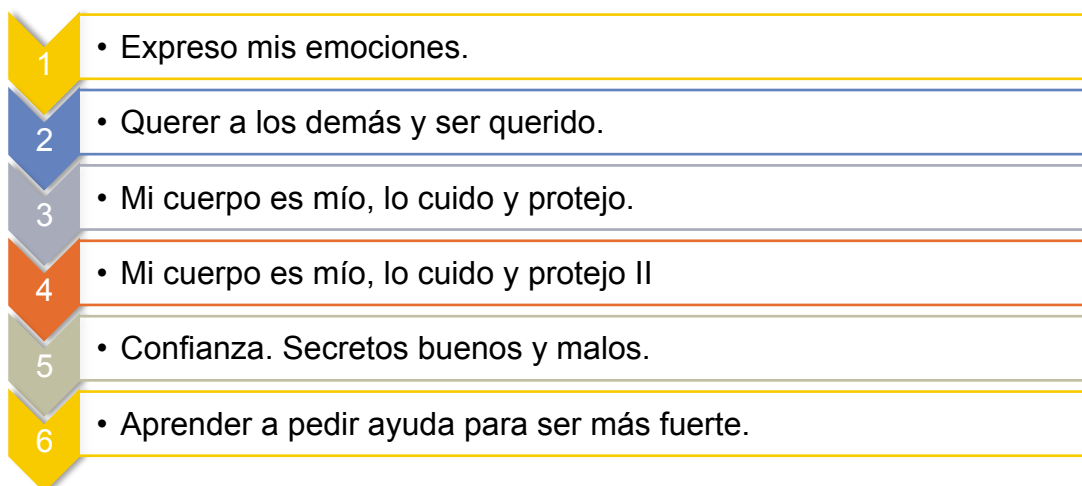 1 • Expreso mis emociones.
2 • Querer a los demás y ser querido.
3 • Mi cuerpo es mío, lo cuido y protejo.
4 • Mi cuerpo es mío, lo cuido y protejo II
5 • Confianza. Secretos buenos y malos.
6 • Aprender a pedir ayuda para ser más fuerte.